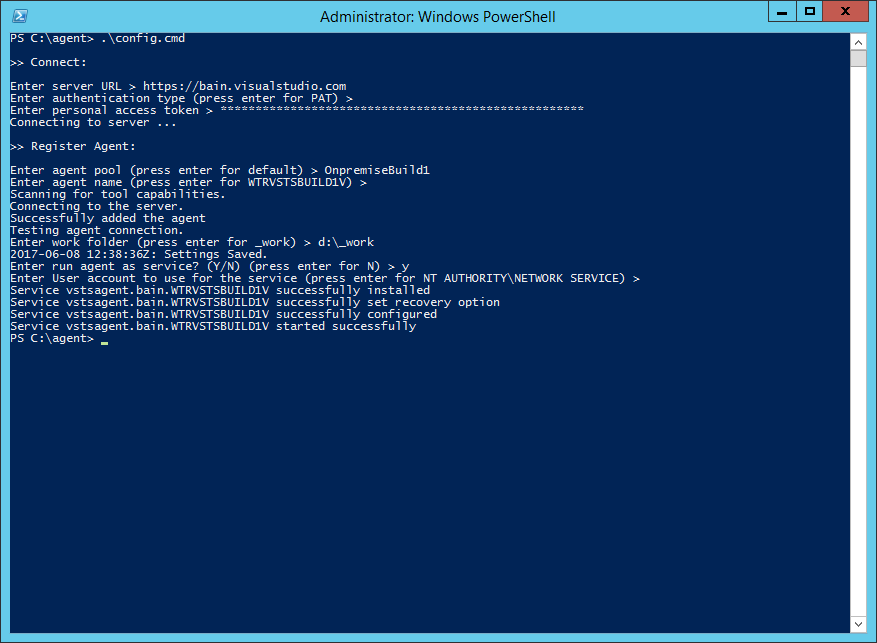 Administrator: Windows PowerShell
PS C:\agent> .\config.cmd
>> Connect:
Enter server URL > https://bain.visualstudio.com
Enter authentication type (press enter for PAT) >
Enter personal access token > ****************************************************
Connecting to server ...
>> Register Agent:
Enter agent pool (press enter for default) > OnpremiseBuild1
Enter agent name (press enter for WTRVSTSBUILD1V) >
Scanning for tool capabilities.
Connecting to the server.
Successfully added the agent
Testing agent connection.
Enter work folder (press enter for _work) > d:\_work
2017-06-08 12:38:36Z: Settings Saved.
Enter run agent as service? (Y/N) (press enter for N) > y
Enter User account to use for the service (press enter for NT AUTHORITY\NETWORK SERVICE) >
Service vstsagent.bain.WTRVSTSBUILD1V successfully installed
Service vstsagent.bain.WTRVSTSBUILD1V successfully set recovery option
Service vstsagent.bain.WTRVSTSBUILD1V successfully configured
Service vstsagent.bain.WTRVSTSBUILD1V started successfully
PS C:\agent> _